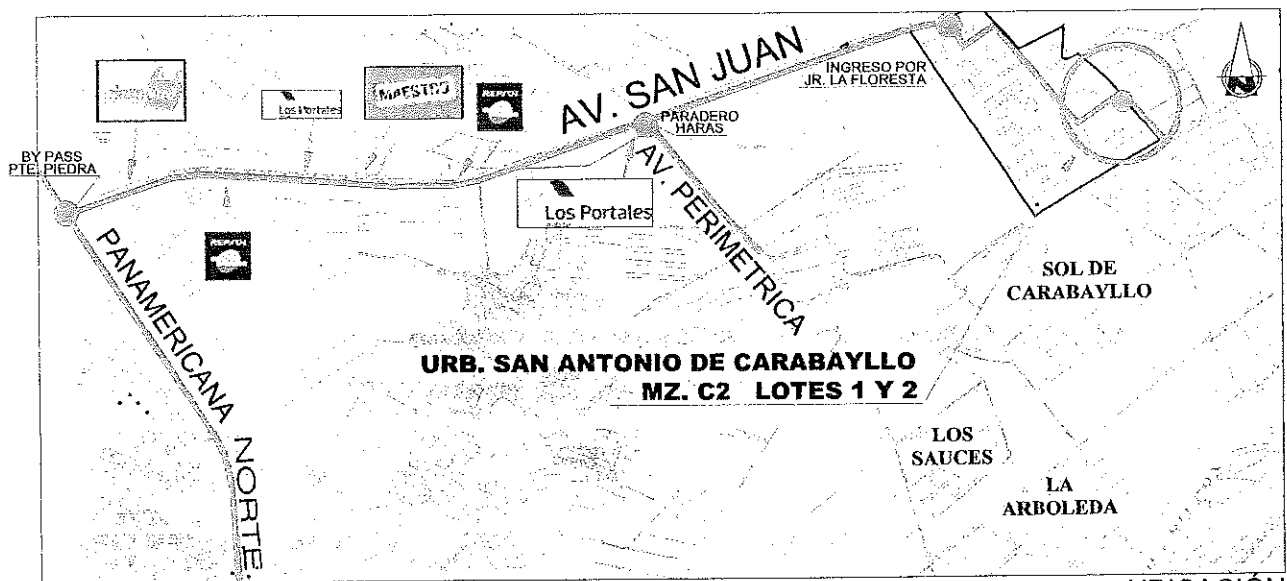 AV. SAN JUAN
INGRESO POR
JR. LA FLORESTA
MAESTRO
Los Portales
REPSOL
PARADERO
HARAS
BY PASS
PTE. PIEDRA
Los Portales
AV. PERIMETRICA
REPSOL
N
PANAMERICANA NORTE.
SOL DE
CARABAYLLO
URB. SAN ANTONIO DE CARABAYLLO
MZ. C2 LOTES 1 Y 2
LOS
SAUCES
LA
ARBOLEDA